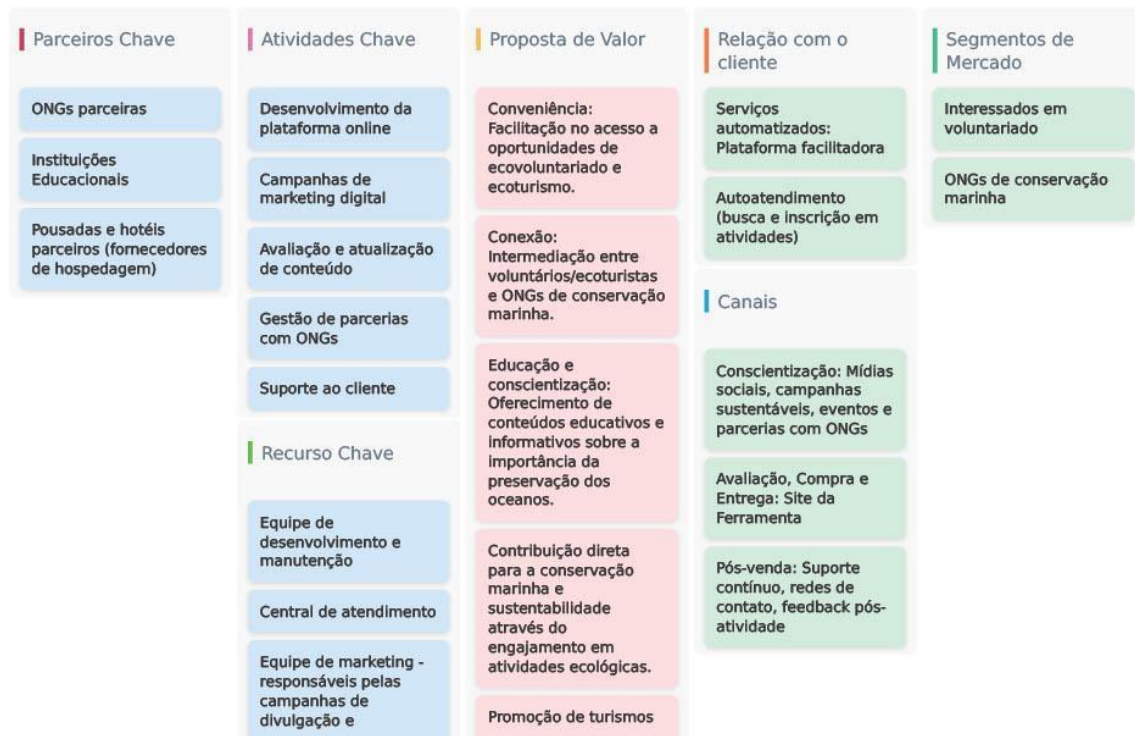 Parceiros Chave
ONGs parceiras
Instituições
Educacionais
Pousadas e hotéis
parceiros (fornecedores
de hospedagem)
Atividades Chave
Desenvolvimento da
plataforma online
Campanhas de
marketing digital
Avaliação e atualização
de conteúdo
Gestão de parcerias
com ONGs
Suporte ao cliente
Recurso Chave
Equipe de
desenvolvimento e
manutenção
Central de atendimento
Equipe de marketing -
responsáveis pelas
campanhas de
divulgação e
Proposta de Valor
Conveniência:
Facilitação no acesso a
oportunidades de
ecovoluntariado e
ecoturismo.
Conexão:
Intermediação entre
voluntários/ecoturistas
e ONGs de conservação
marinha.
Educação e
conscientização:
Oferecimento de
conteúdos educativos e
informativos sobre a
importância da
preservação dos
oceanos.
Contribuição direta
para a conservação
marinha e
sustentabilidade
através do
engajamento em
atividades ecológicas.
Promoção de turismos
Relação com o
cliente
Serviços
automatizados:
Plataforma facilitadora
Autoatendimento
(busca e inscrição em
atividades)
Canais
Conscientização: Mídias
sociais, campanhas
sustentáveis, eventos e
parcerias com ONGs
Avaliação, Compra e
Entrega: Site da
Ferramenta
Pós-venda: Suporte
contínuo, redes de
contato, feedback pós-
atividade
Segmentos de
Mercado
Interessados em
voluntariado
ONGs de conservação
marinha